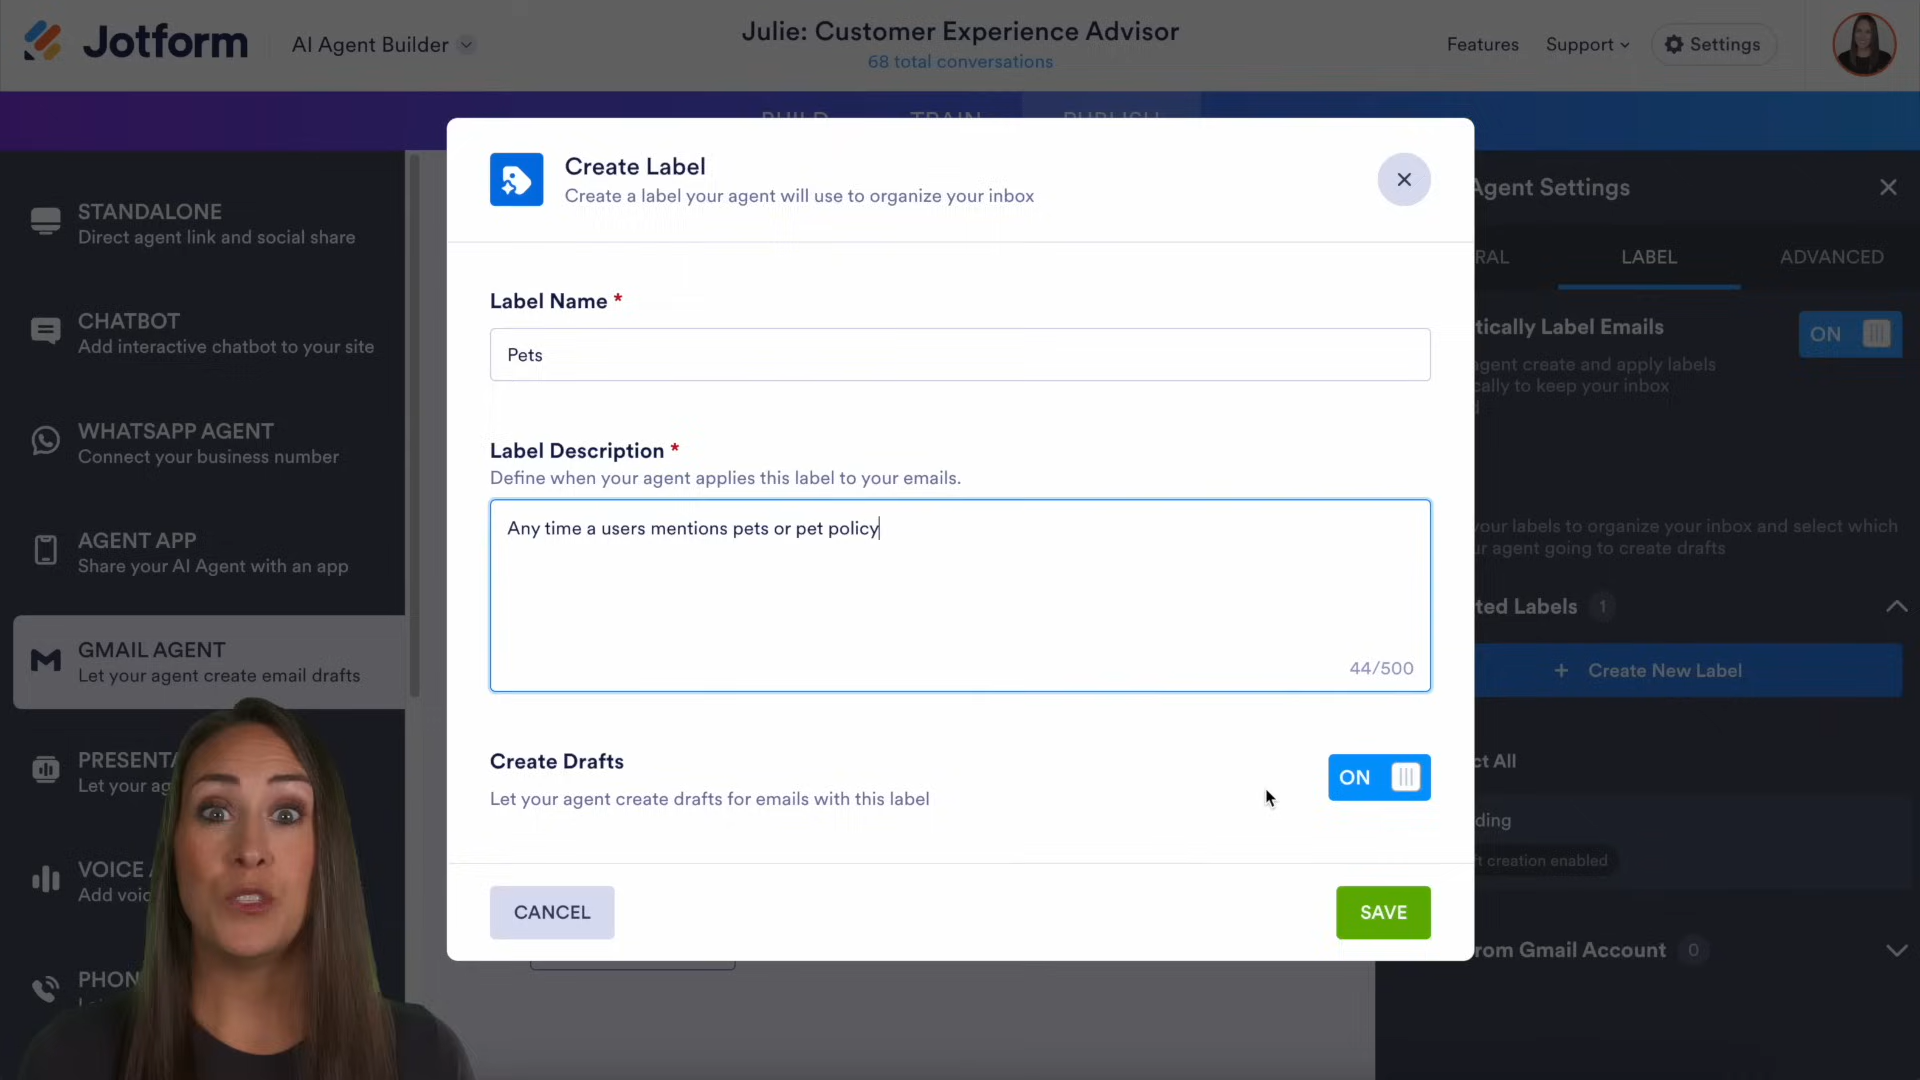 Jotform
AI Agent Builder
Julie: Customer Experience Advisor
68 total conversations
Features
Support
Settings
BUILD
TRAIN
PUBLISH
STANDALONE
Direct agent link and social share
CHATBOT
Add interactive chatbot to your site
WHATSAPP AGENT
Connect your business number
AGENT APP
Share your AI Agent with an app
GMAIL AGENT
Let your agent create email drafts
PRESENTA
Let your ag
VOICE
Add voic
PHON
Create Label
Create a label your agent will use to organize your inbox
Label Name *
Pets
Label Description *
Define when your agent applies this label to your emails.
Any time a users mentions pets or pet policy
44/500
Create Drafts
Let your agent create drafts for emails with this label
ON
CANCEL
SAVE
Agent Settings
RAL
LABEL
ADVANCED
tically Label Emails
ON
gent create and apply labels
cally to keep your inbox
your labels to organize your inbox and select which
r agent going to create drafts
ted Labels 1
+ Create New Label
ct All
ding
t creation enabled
rom Gmail Account 0